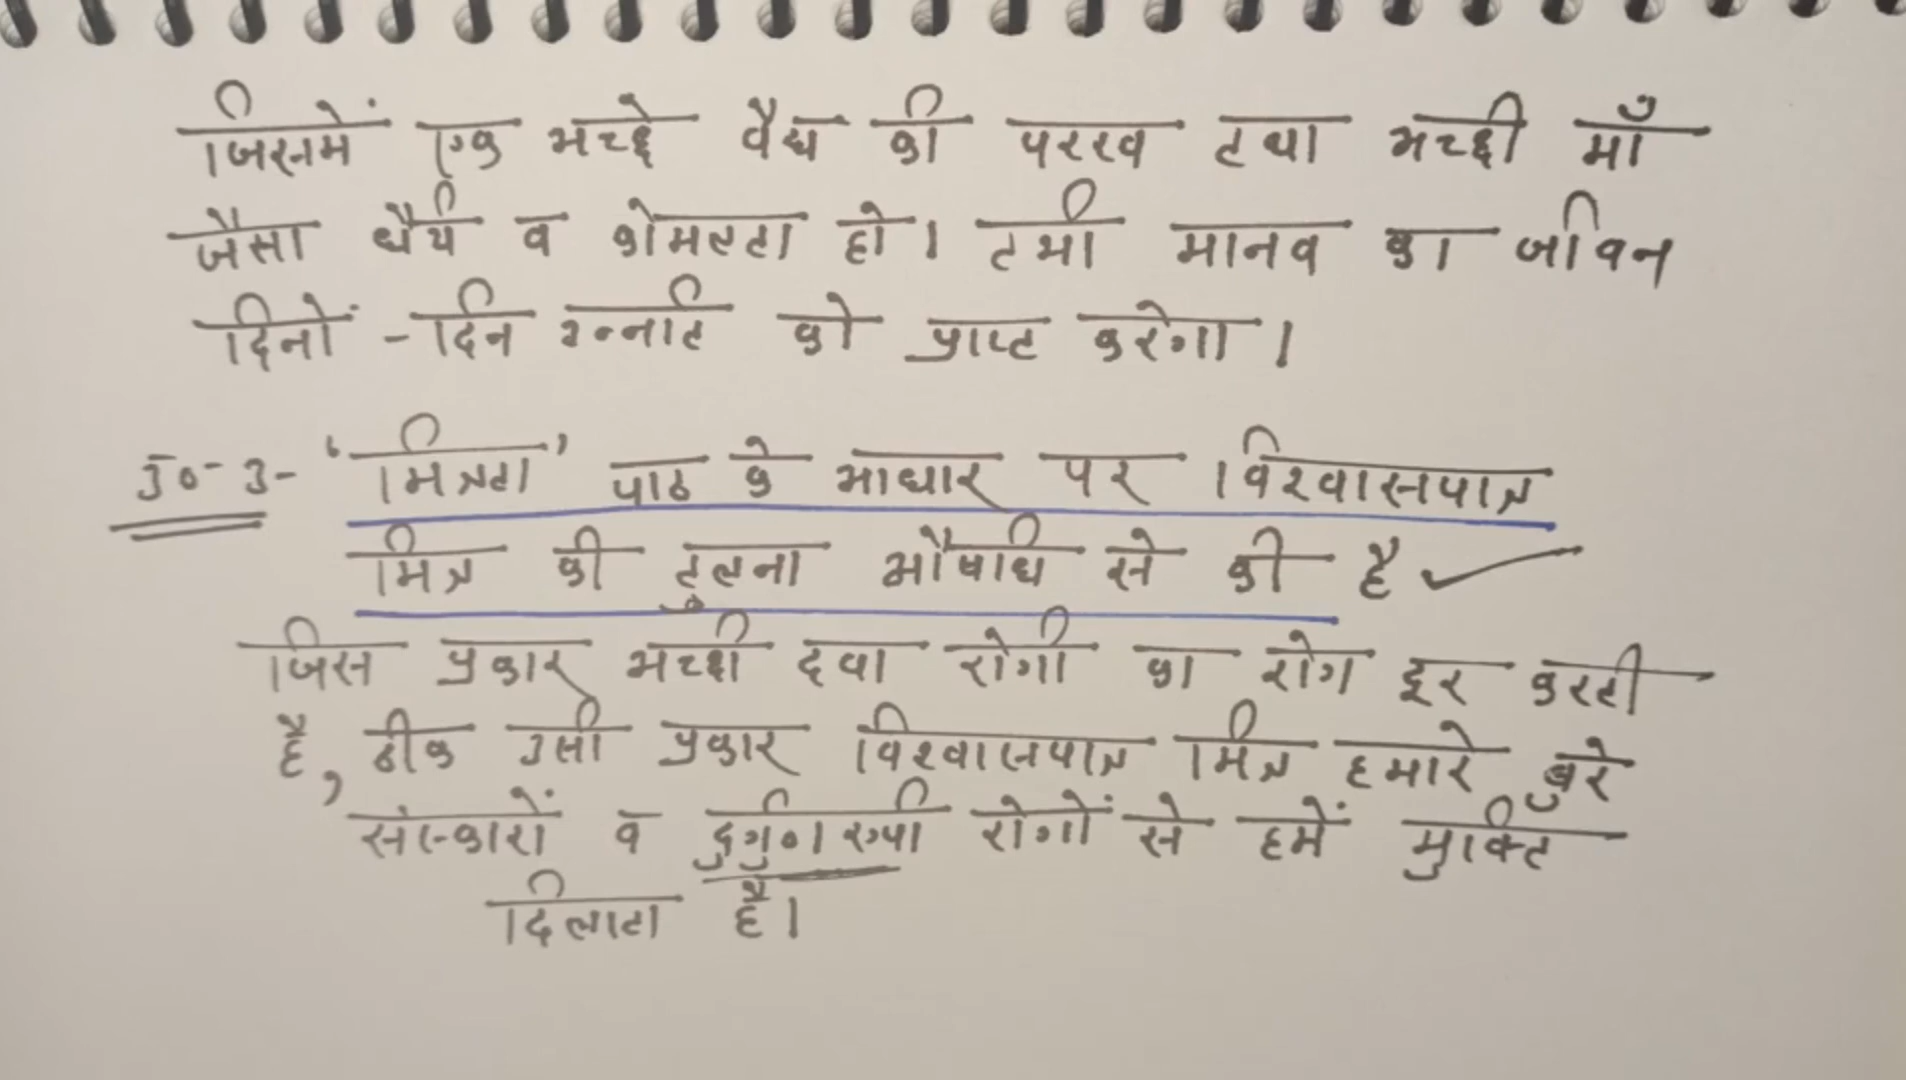 जिसमें एक अच्छे वैद्य की परख तथा अच्छी माँ
जैसा धैर्य व कोमलता हो। तभी मानव का जीवन
दिनों - दिन उन्नति को प्राप्त करेगा।
उ०- 3- 'मित्रता' पाठ के आधार पर विश्वासपात्र
मित्र की तुलना औषधि से की है ✓
जिस प्रकार अच्छी दवा रोगी का रोग दूर करती
है, ठीक उसी प्रकार विश्वासपात्र मित्र हमारे बुरे
संस्कारों व दुर्गुण रूपी रोगों से हमें मुक्ति
दिलाता है।